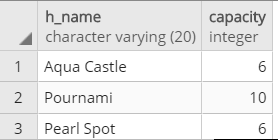 h_name capacity
character varying (20) integer
1 Aqua Castle 6
2 Pournami 10
3 Pearl Spot 6